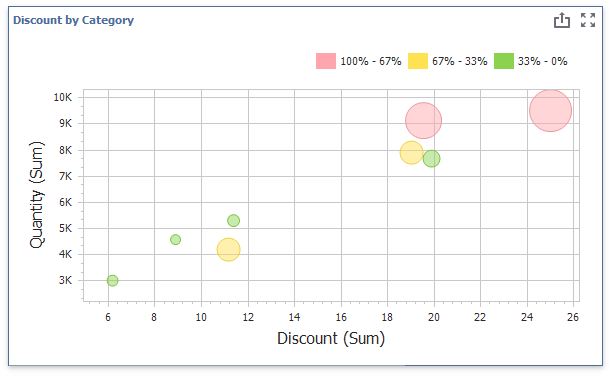 Discount by Category
100% - 67% 67% - 33% 33% - 0%
10K
9K
8K
7K
6K
5K
4K
3K
Quantity (Sum)
6 8 10 12 14 16 18 20 22 24 26
Discount (Sum)